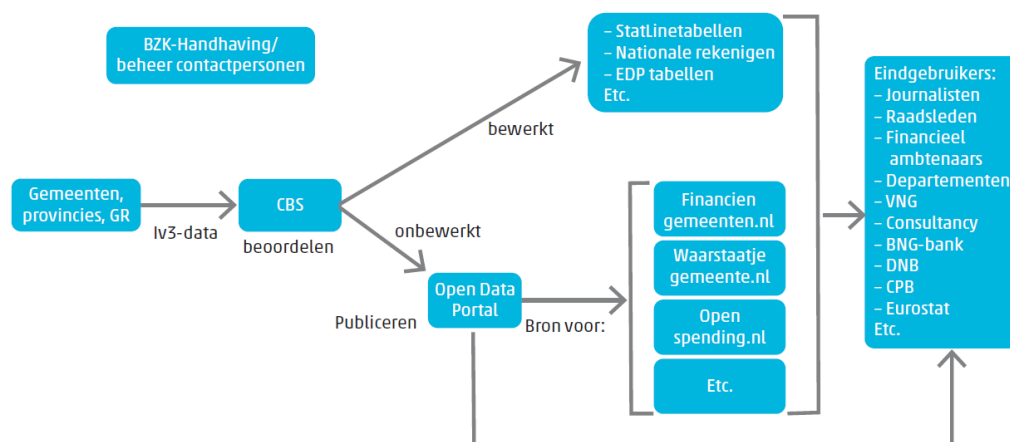 BZK-Handhaving/
beheer contactpersonen
– StatLinetabellen
– Nationale rekenigen
– EDP tabellen
Etc.
bewerkt
Gemeenten,
provincies, GR
Iv3-data
CBS
beoordelen
onbewerkt
Publiceren
Open Data
Portal
Bron voor:
Financien
gemeenten.nl
Waarstaatje
gemeente.nl
Open
spending.nl
Etc.
Eindgebruikers:
– Journalisten
– Raadsleden
– Financieel
ambtenaars
– Departementen
– VNG
– Consultancy
– BNG-bank
– DNB
– CPB
– Eurostat
Etc.